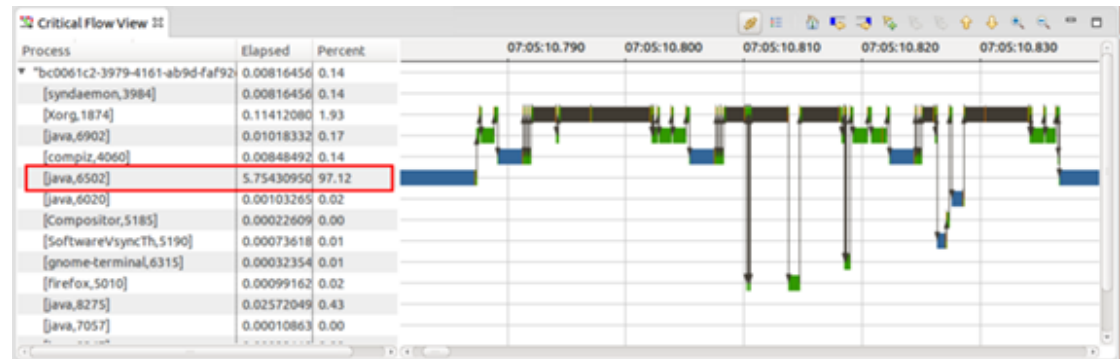 Critical Flow View
Process Elapsed Percent 07:05:10.790 07:05:10.800 07:05:10.810 07:05:10.820 07:05:10.830
"bc0061c2-3979-4161-ab9d-faf92 0.00816456 0.14
[syndaemon,3984] 0.00816456 0.14
[Xorg,1874] 0.11412080 1.93
[java,6902] 0.01018332 0.17
[compiz,4060] 0.00848492 0.14
[java,6502] 5.75430950 97.12
[java,6020] 0.00103265 0.02
[Compositor,5185] 0.00022609 0.00
[SoftwareVsyncTh,5190] 0.00073618 0.01
[gnome-terminal,6315] 0.00032354 0.01
[firefox,5010] 0.00099162 0.02
[java,8275] 0.02572049 0.43
[java,7057] 0.00010863 0.00